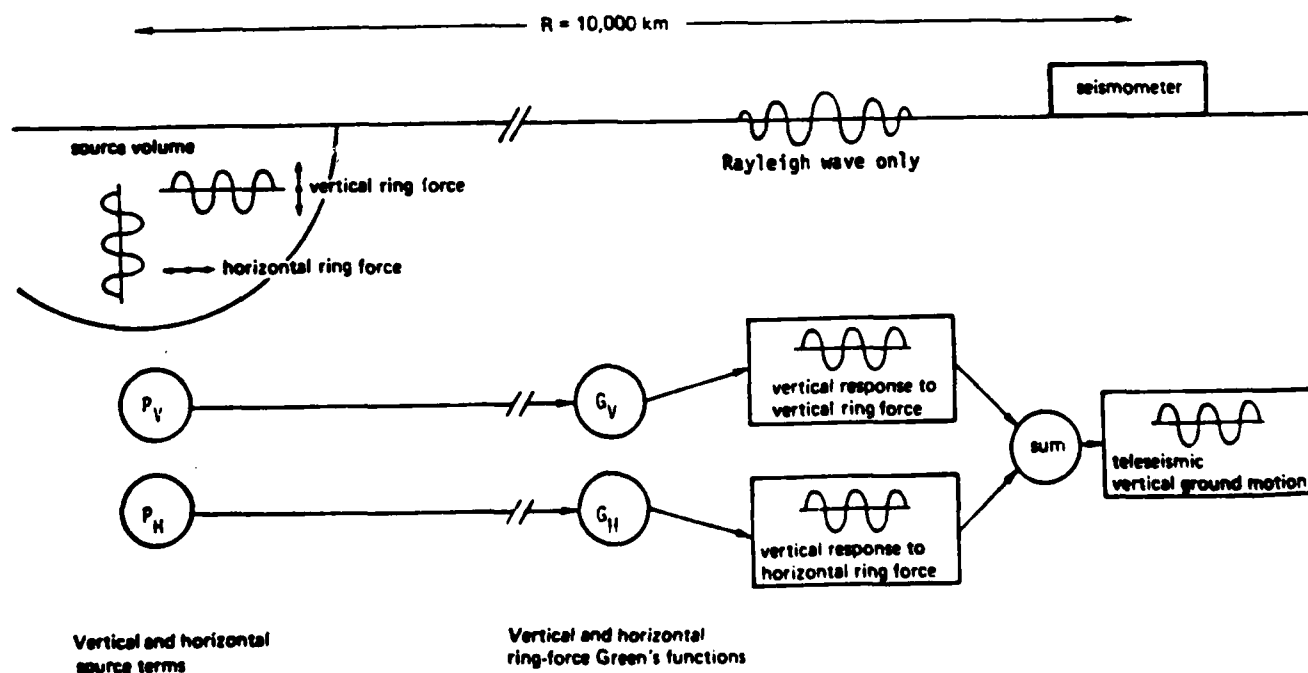 R = 10,000 km
seismometer
source volume
vertical ring force
Rayleigh wave only
horizontal ring force
P_V
G_V
vertical response to
vertical ring force
sum
teleseismic
vertical ground motion
P_H
G_H
vertical response to
horizontal ring force
Vertical and horizontal
source terms
Vertical and horizontal
ring-force Green's functions